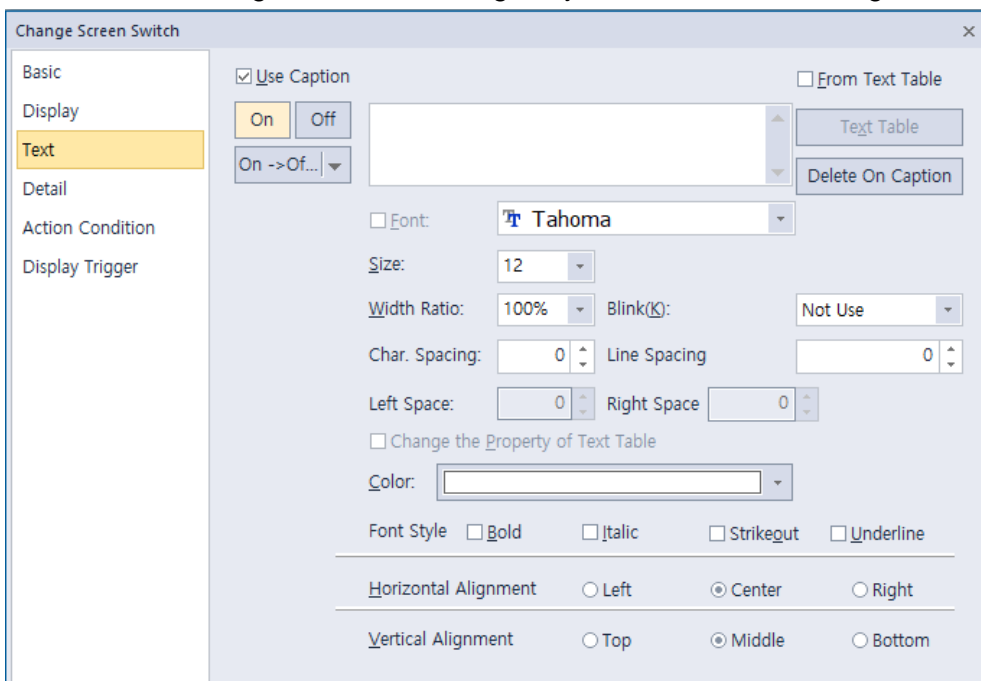 Change Screen Switch
Basic
Display
Text
Detail
Action Condition
Display Trigger
Use Caption
From Text Table
On Off
Text Table
On ->Of...
Delete On Caption
Font: Tahoma
Size: 12
Width Ratio: 100% Blink(K): Not Use
Char. Spacing: 0 Line Spacing 0
Left Space: 0 Right Space 0
Change the Property of Text Table
Color:
Font Style Bold Italic Strikeout Underline
Horizontal Alignment Left Center Right
Vertical Alignment Top Middle Bottom